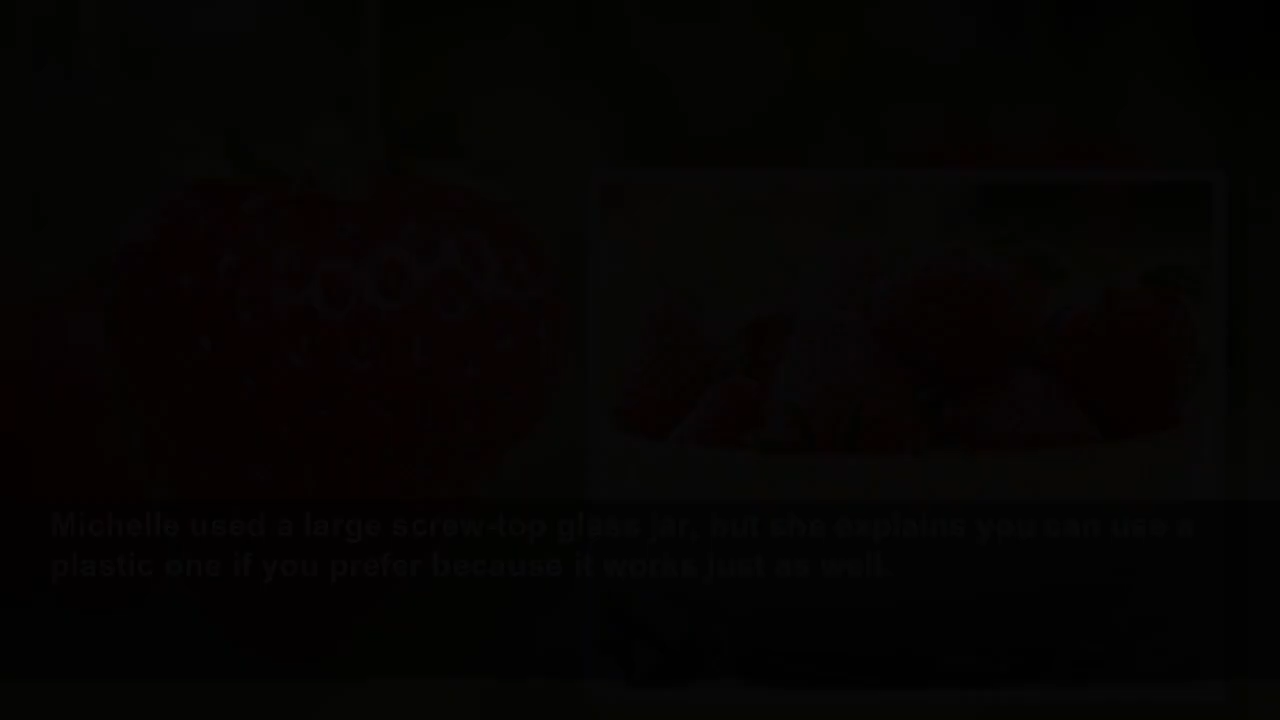 Michelle used a large screw-top glass jar, but she explains you can use a
plastic one if you prefer because it works just as well.